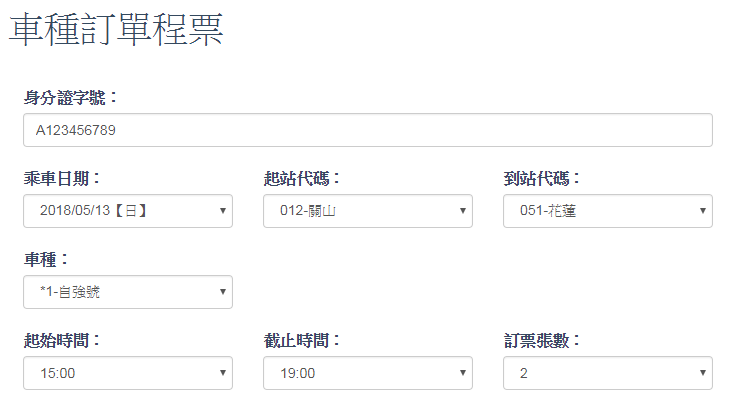 車種訂單程票
身分證字號：
A123456789
乘車日期： 起站代碼： 到站代碼：
2018/05/13【日】 012-關山 051-花蓮
車種：
*1-自強號
起始時間： 截止時間： 訂票張數：
15:00 19:00 2